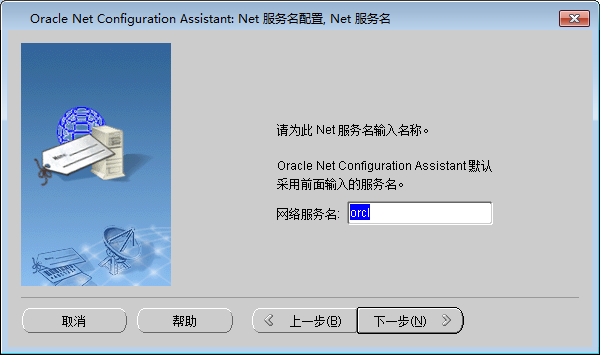 Oracle Net Configuration Assistant: Net 服务名配置, Net 服务名
请为此 Net 服务名输入名称。
Oracle Net Configuration Assistant 默认
采用前面输入的服务名。
网络服务名: orcl
取消 帮助 上一步(B) 下一步(N)